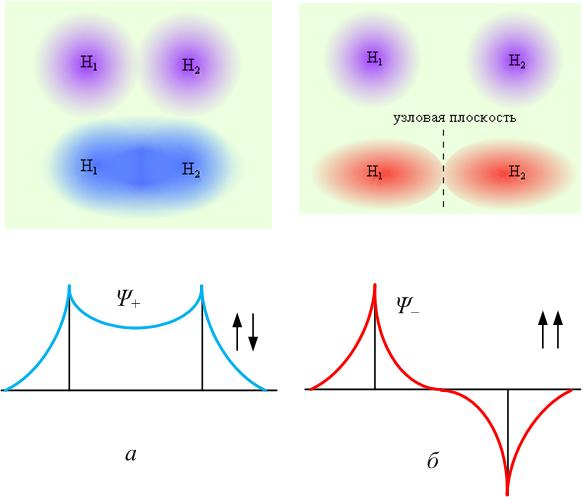 H₁ H₂
H₁ H₂
H₁ H₂
узловая плоскость
H₁ H₂
Ψ₊
Ψ₋
а
б